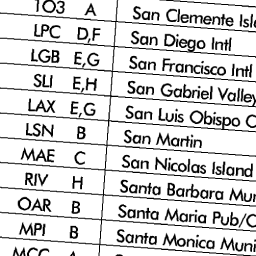 1O3 A San Clemente Isl
LPC D,F San Diego Intl
LGB E,G San Francisco Intl
SLI E,H San Gabriel Valley
LAX E,G San Luis Obispo C
LSN B San Martin
MAE C San Nicolas Island
RIV H Santa Barbara Mun
OAR B Santa Maria Pub/C
MPI B Santa Monica Muni
MCC A